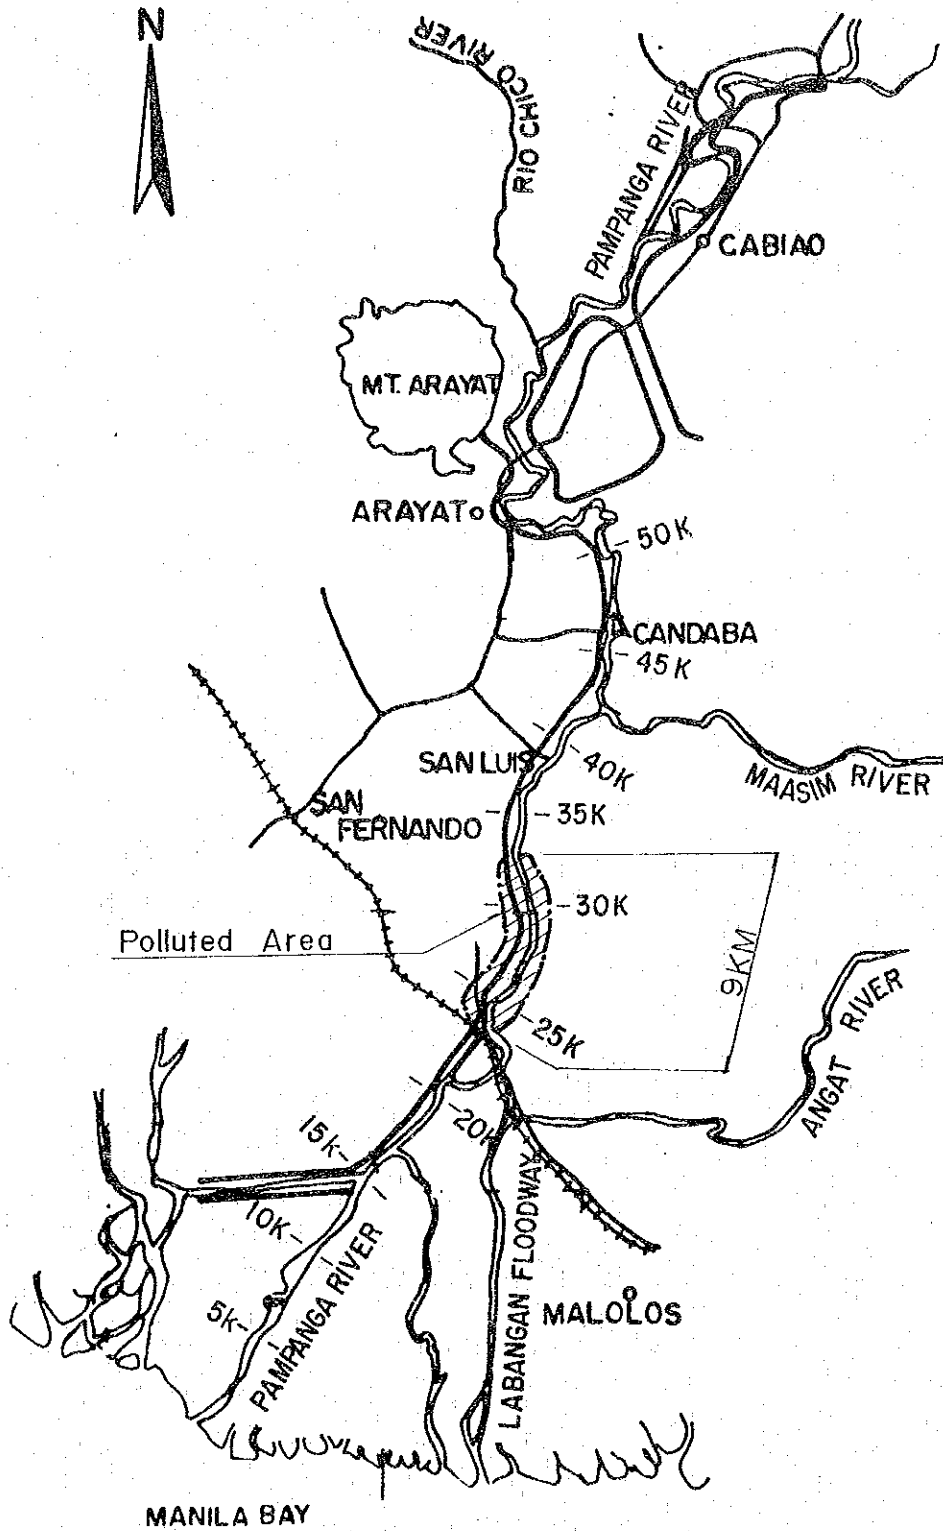 N
RIVER
RIO CHICO
PAMPANGA RIVER
CABIAO
MT. ARAYAT
ARAYAT
50K
CANDABA
45K
SAN LUIS
40K
MAASIM RIVER
SAN
FERNANDO
35K
30K
Polluted Area
9KM
25K
ANGAT RIVER
20K
15K
10K
5K
PAMPANGA RIVER
LABANGAN FLOODWAY
MALOLOS
MANILA BAY